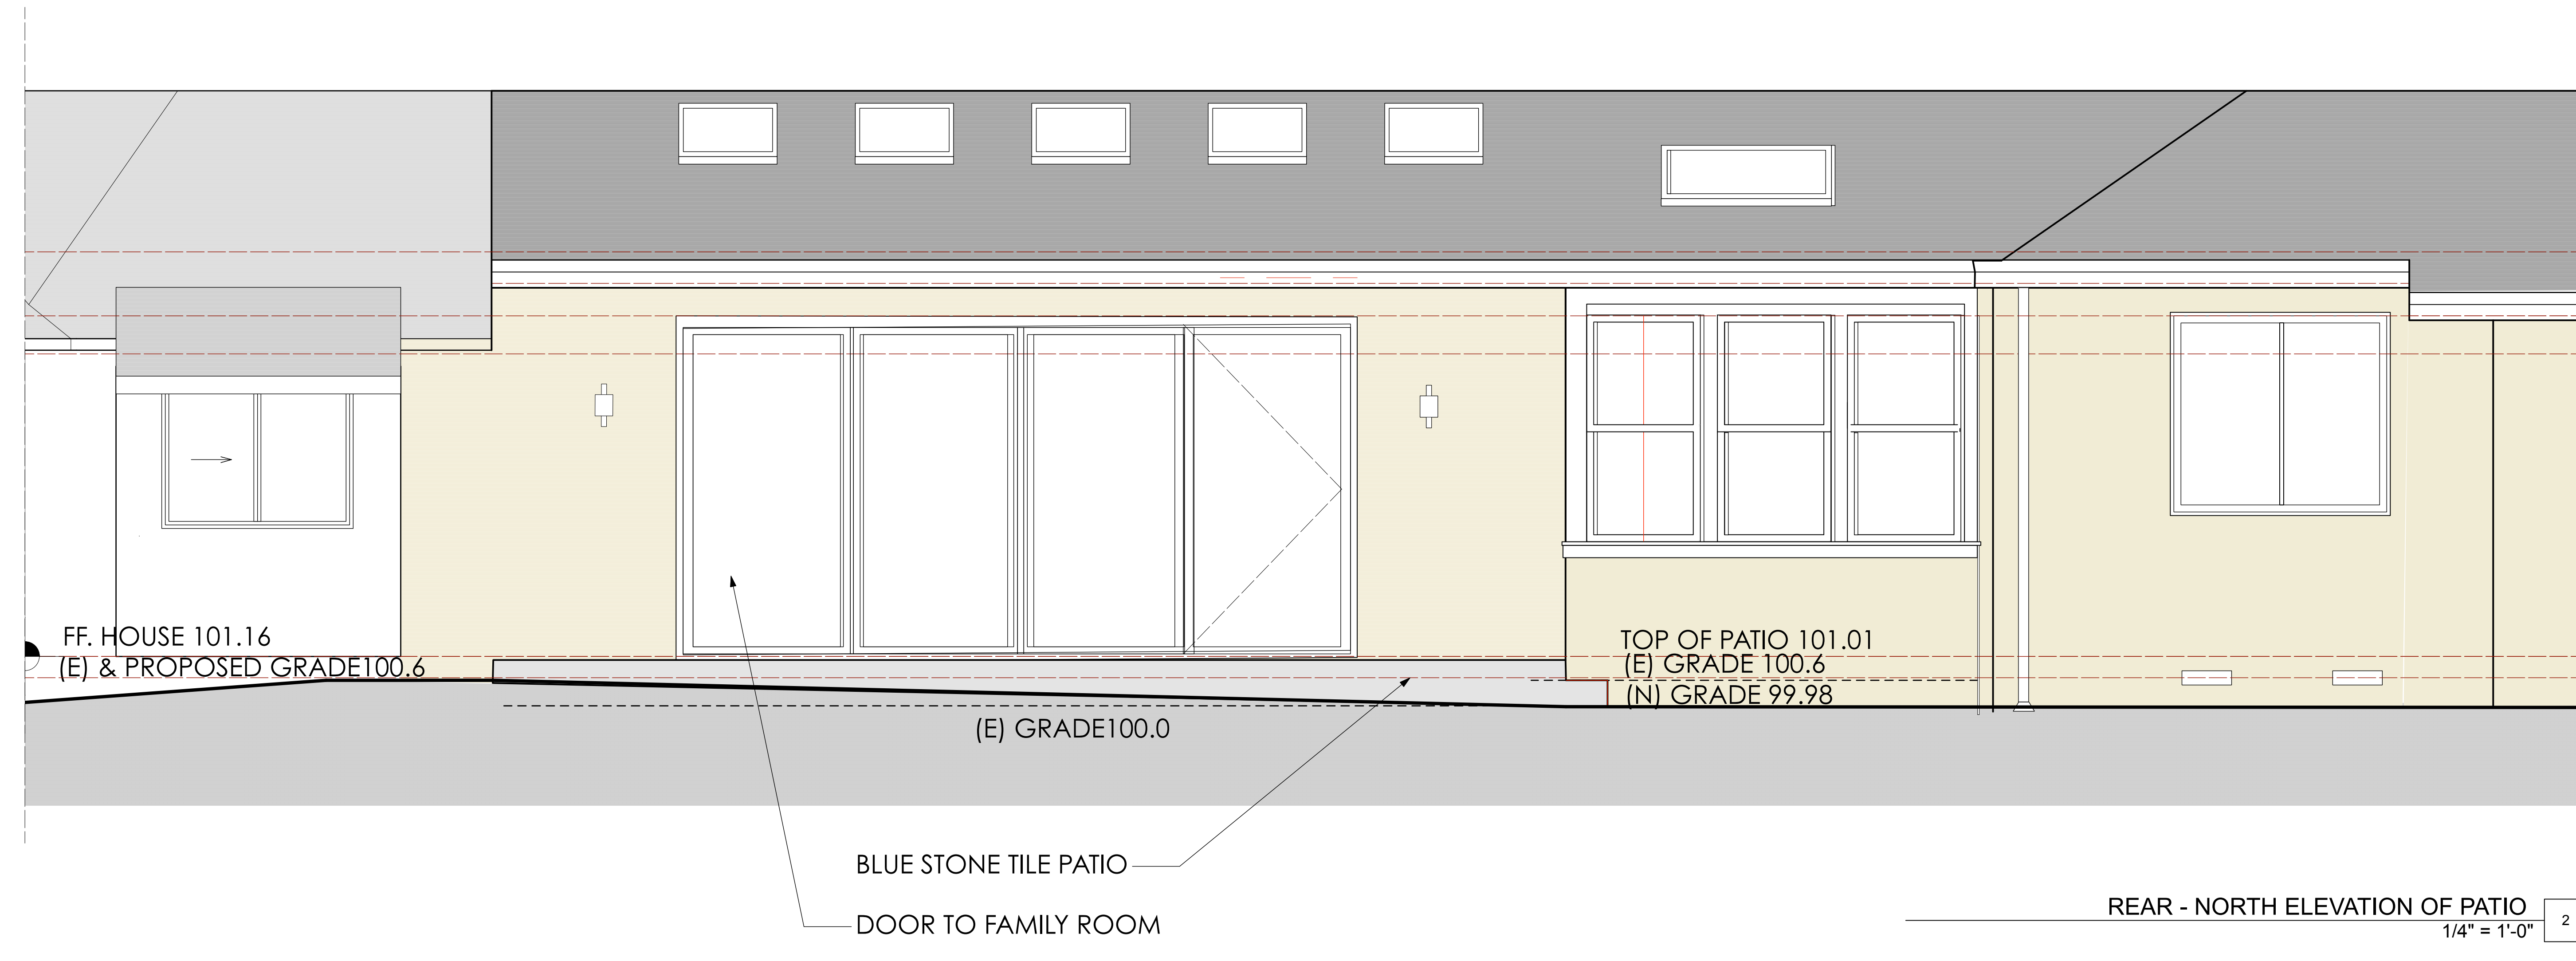 FF. HOUSE 101.16
(E) & PROPOSED GRADE100.6
TOP OF PATIO 101.01
(E) GRADE 100.6
(N) GRADE 99.98
(E) GRADE100.0
BLUE STONE TILE PATIO
DOOR TO FAMILY ROOM
REAR - NORTH ELEVATION OF PATIO
1/4" = 1'-0"
2